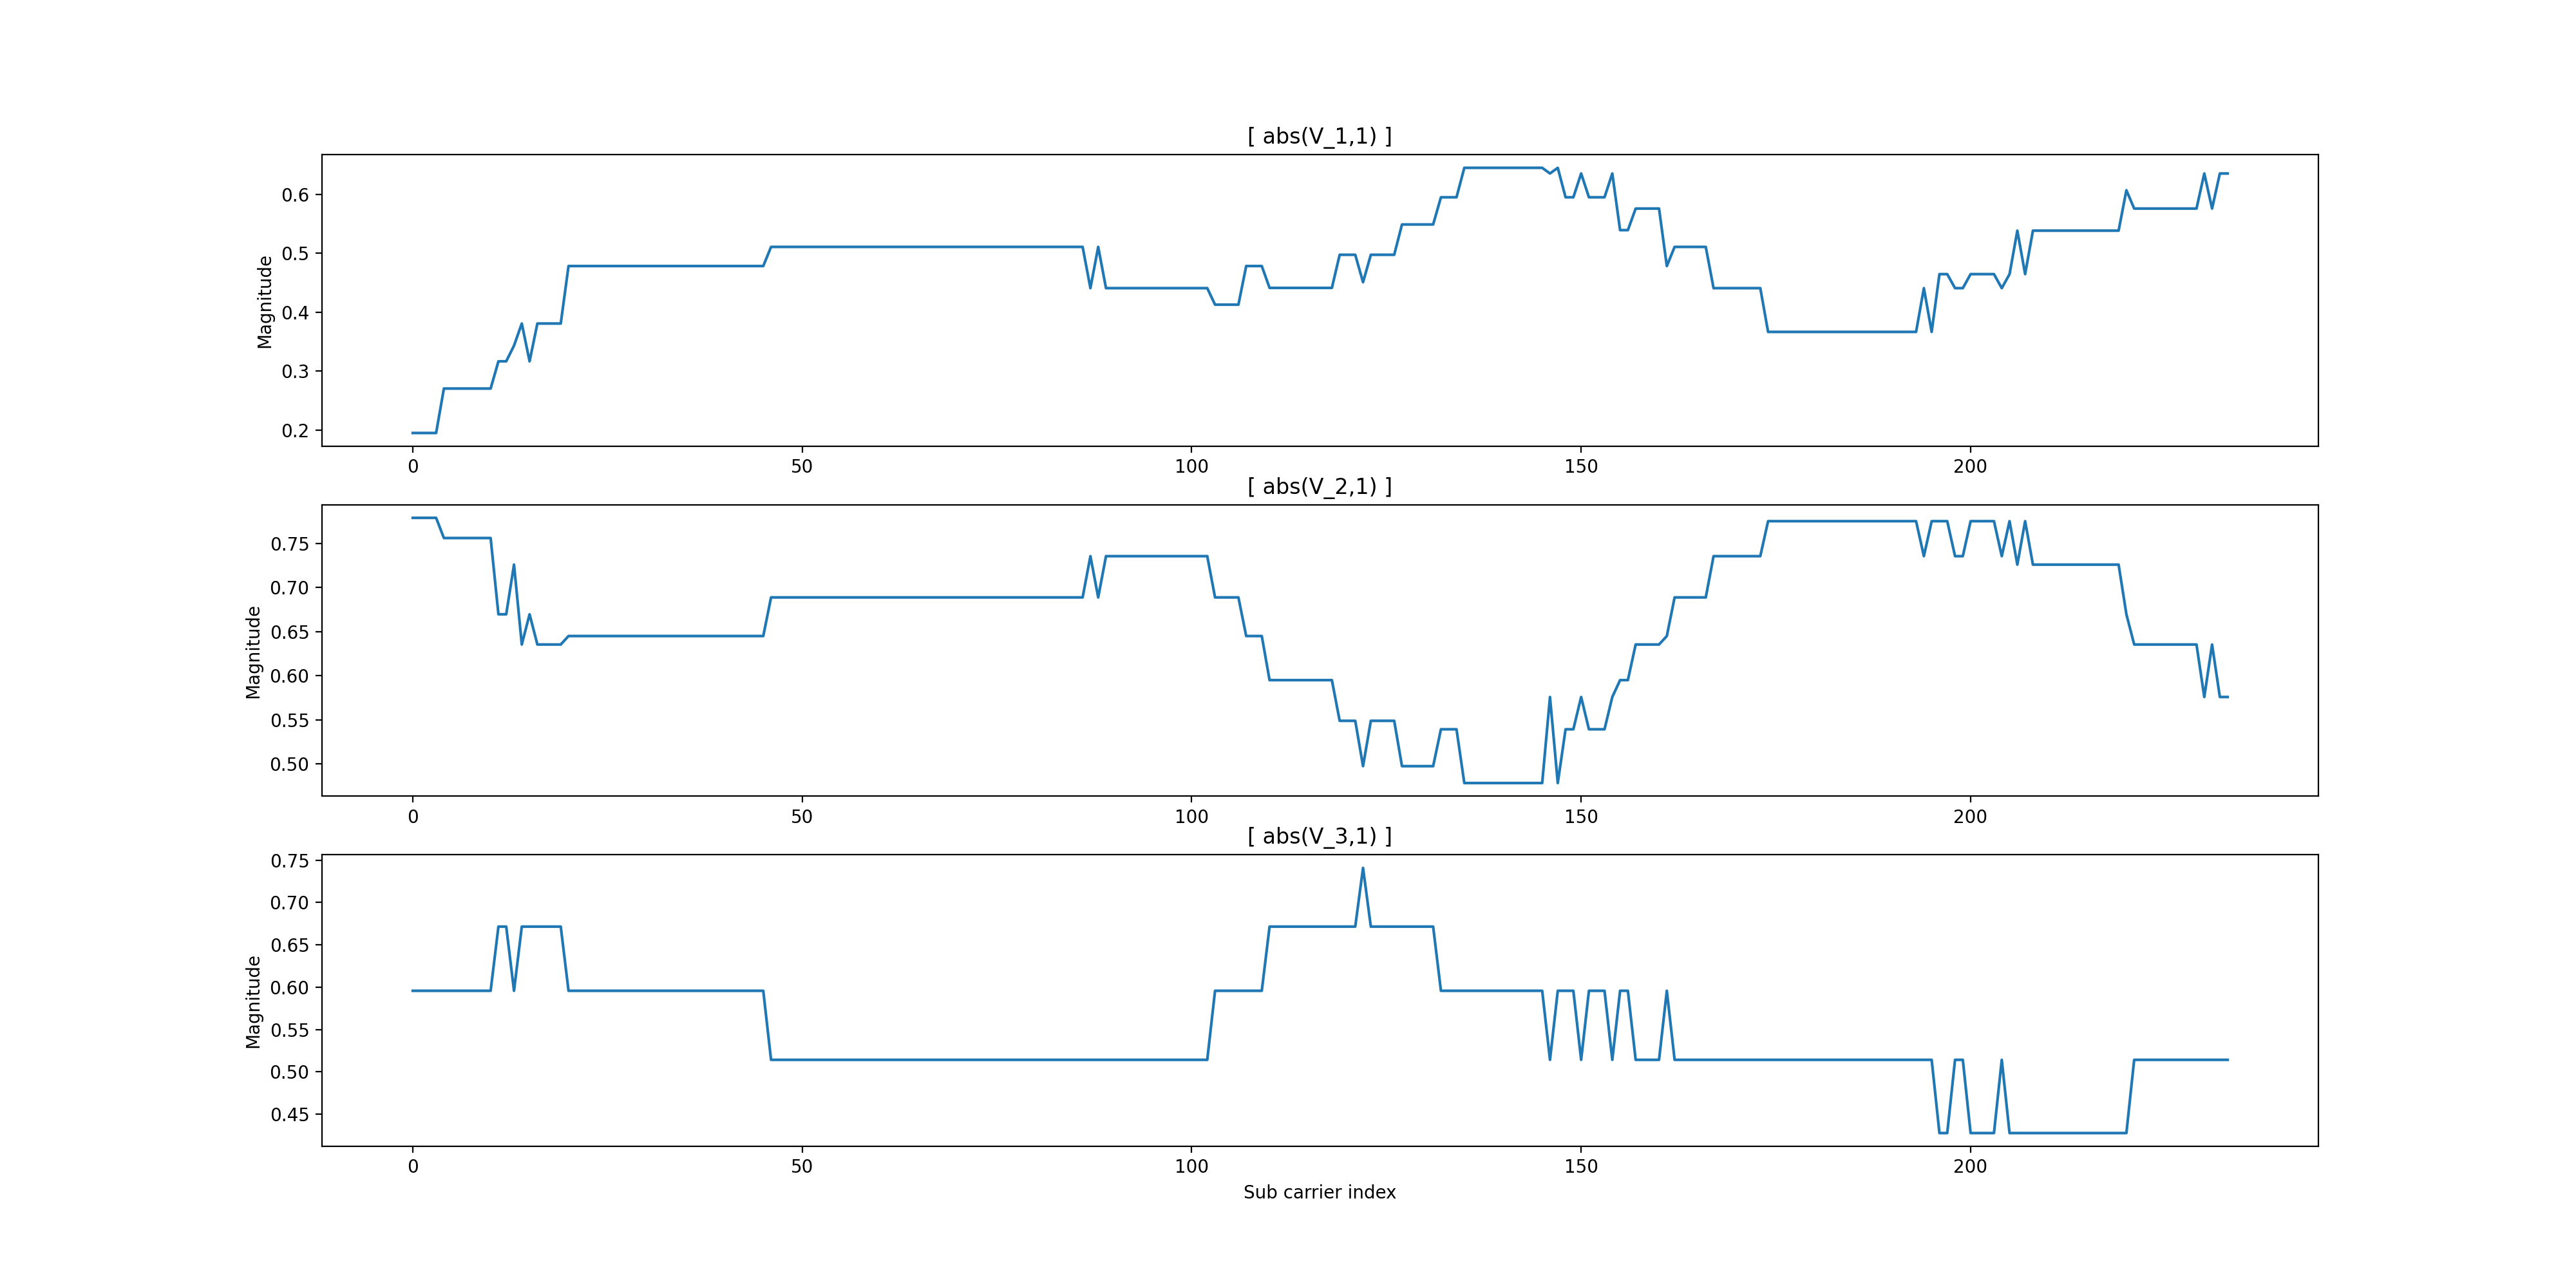 [ abs(V_1,1) ]
Magnitude
0.6
0.5
0.4
0.3
0.2
0 50 100 150 200
[ abs(V_2,1) ]
Magnitude
0.75
0.70
0.65
0.60
0.55
0.50
0 50 100 150 200
[ abs(V_3,1) ]
Magnitude
0.75
0.70
0.65
0.60
0.55
0.50
0.45
0 50 100 150 200
Sub carrier index